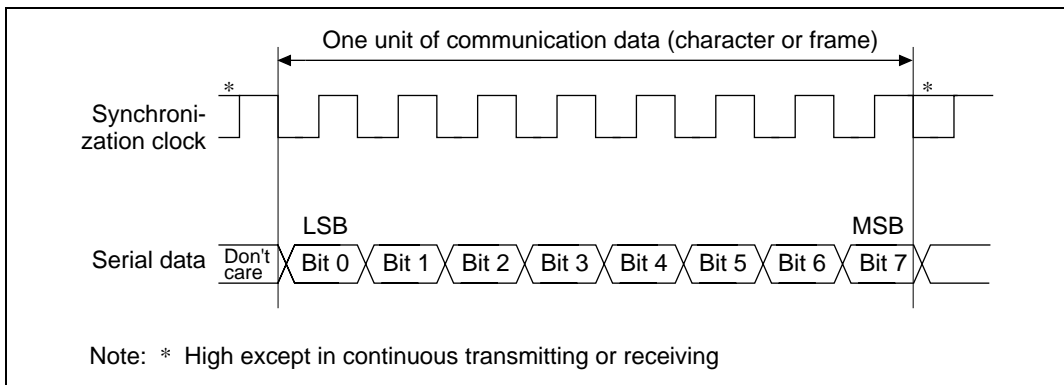 One unit of communication data (character or frame)
*
*
Synchroni-
zation clock
LSB
MSB
Serial data
Don't
care
Bit 0
Bit 1
Bit 2
Bit 3
Bit 4
Bit 5
Bit 6
Bit 7
Note: * High except in continuous transmitting or receiving